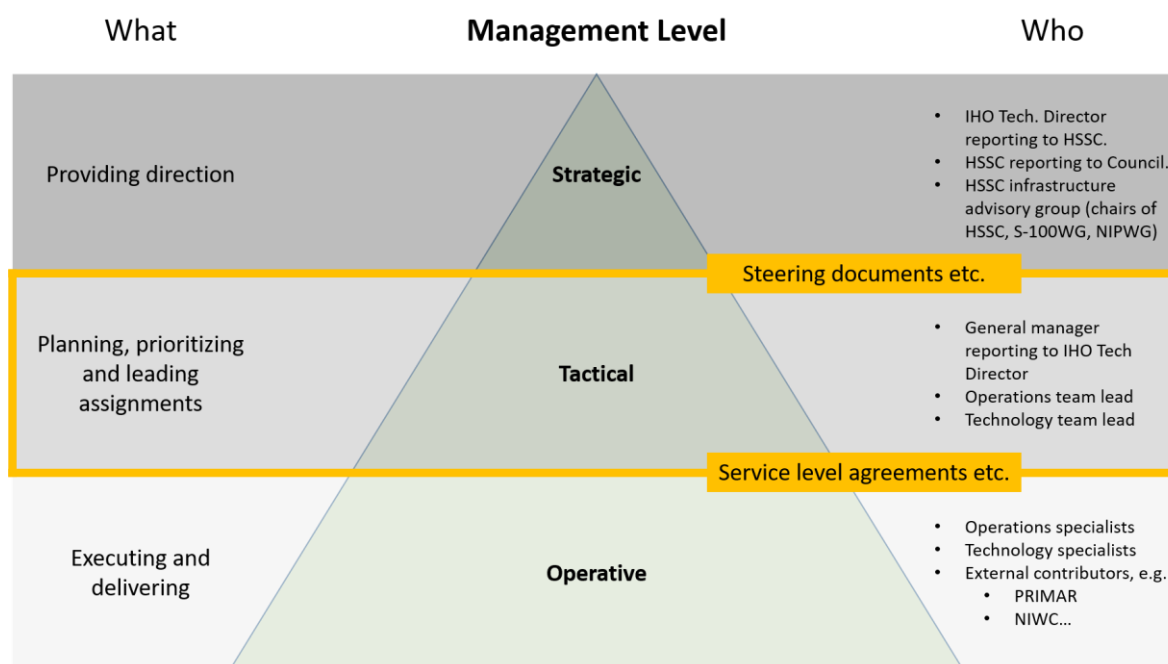 What
Management Level
Who
Providing direction
Strategic
• IHO Tech. Director
reporting to HSSC.
• HSSC reporting to Council.
• HSSC infrastructure
advisory group (chairs of
HSSC, S-100WG, NIPWG)
Steering documents etc.
Planning, prioritizing
and leading
assignments
Tactical
• General manager
reporting to IHO Tech
Director
• Operations team lead
• Technology team lead
Service level agreements etc.
Executing and
delivering
Operative
• Operations specialists
• Technology specialists
• External contributors, e.g.
• PRIMAR
• NIWC...